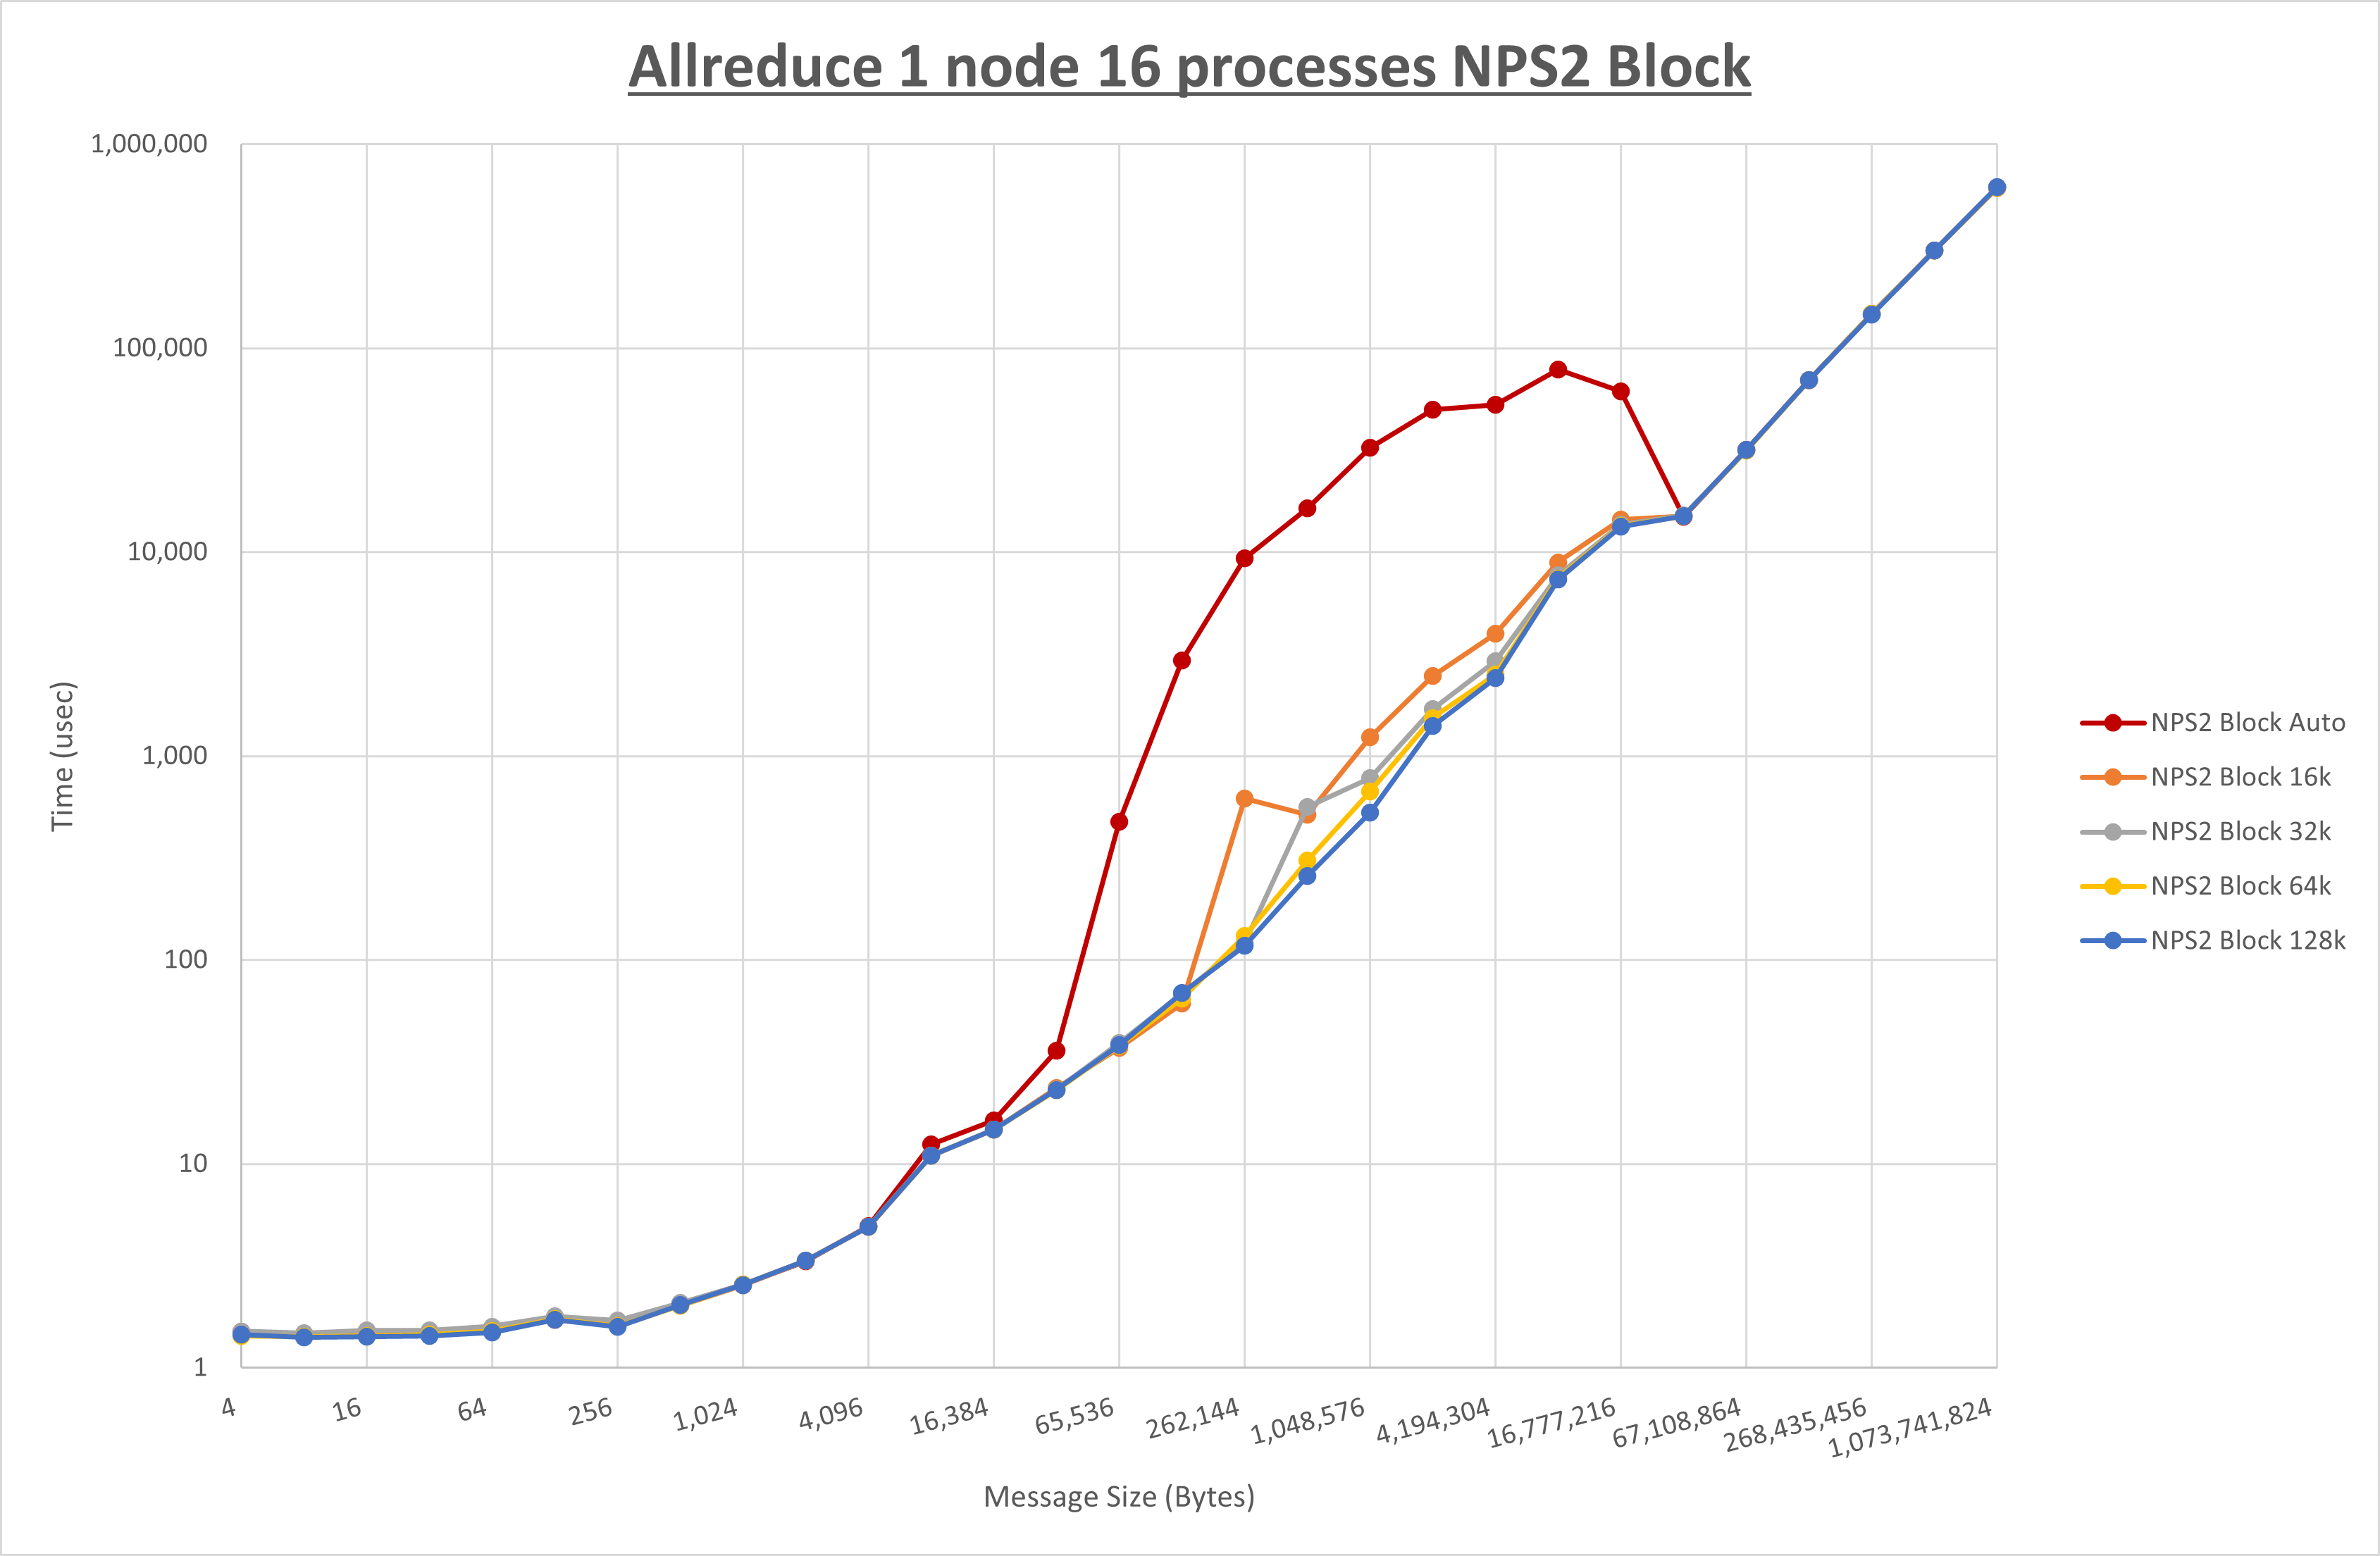 Allreduce 1 node 16 processes NPS2 Block
1,000,000
100,000
10,000
1,000
100
10
1
Time (usec)
4
16
64
256
1,024
4,096
16,384
65,536
262,144
1,048,576
4,194,304
16,777,216
67,108,864
268,435,456
1,073,741,824
Message Size (Bytes)
NPS2 Block Auto
NPS2 Block 16k
NPS2 Block 32k
NPS2 Block 64k
NPS2 Block 128k